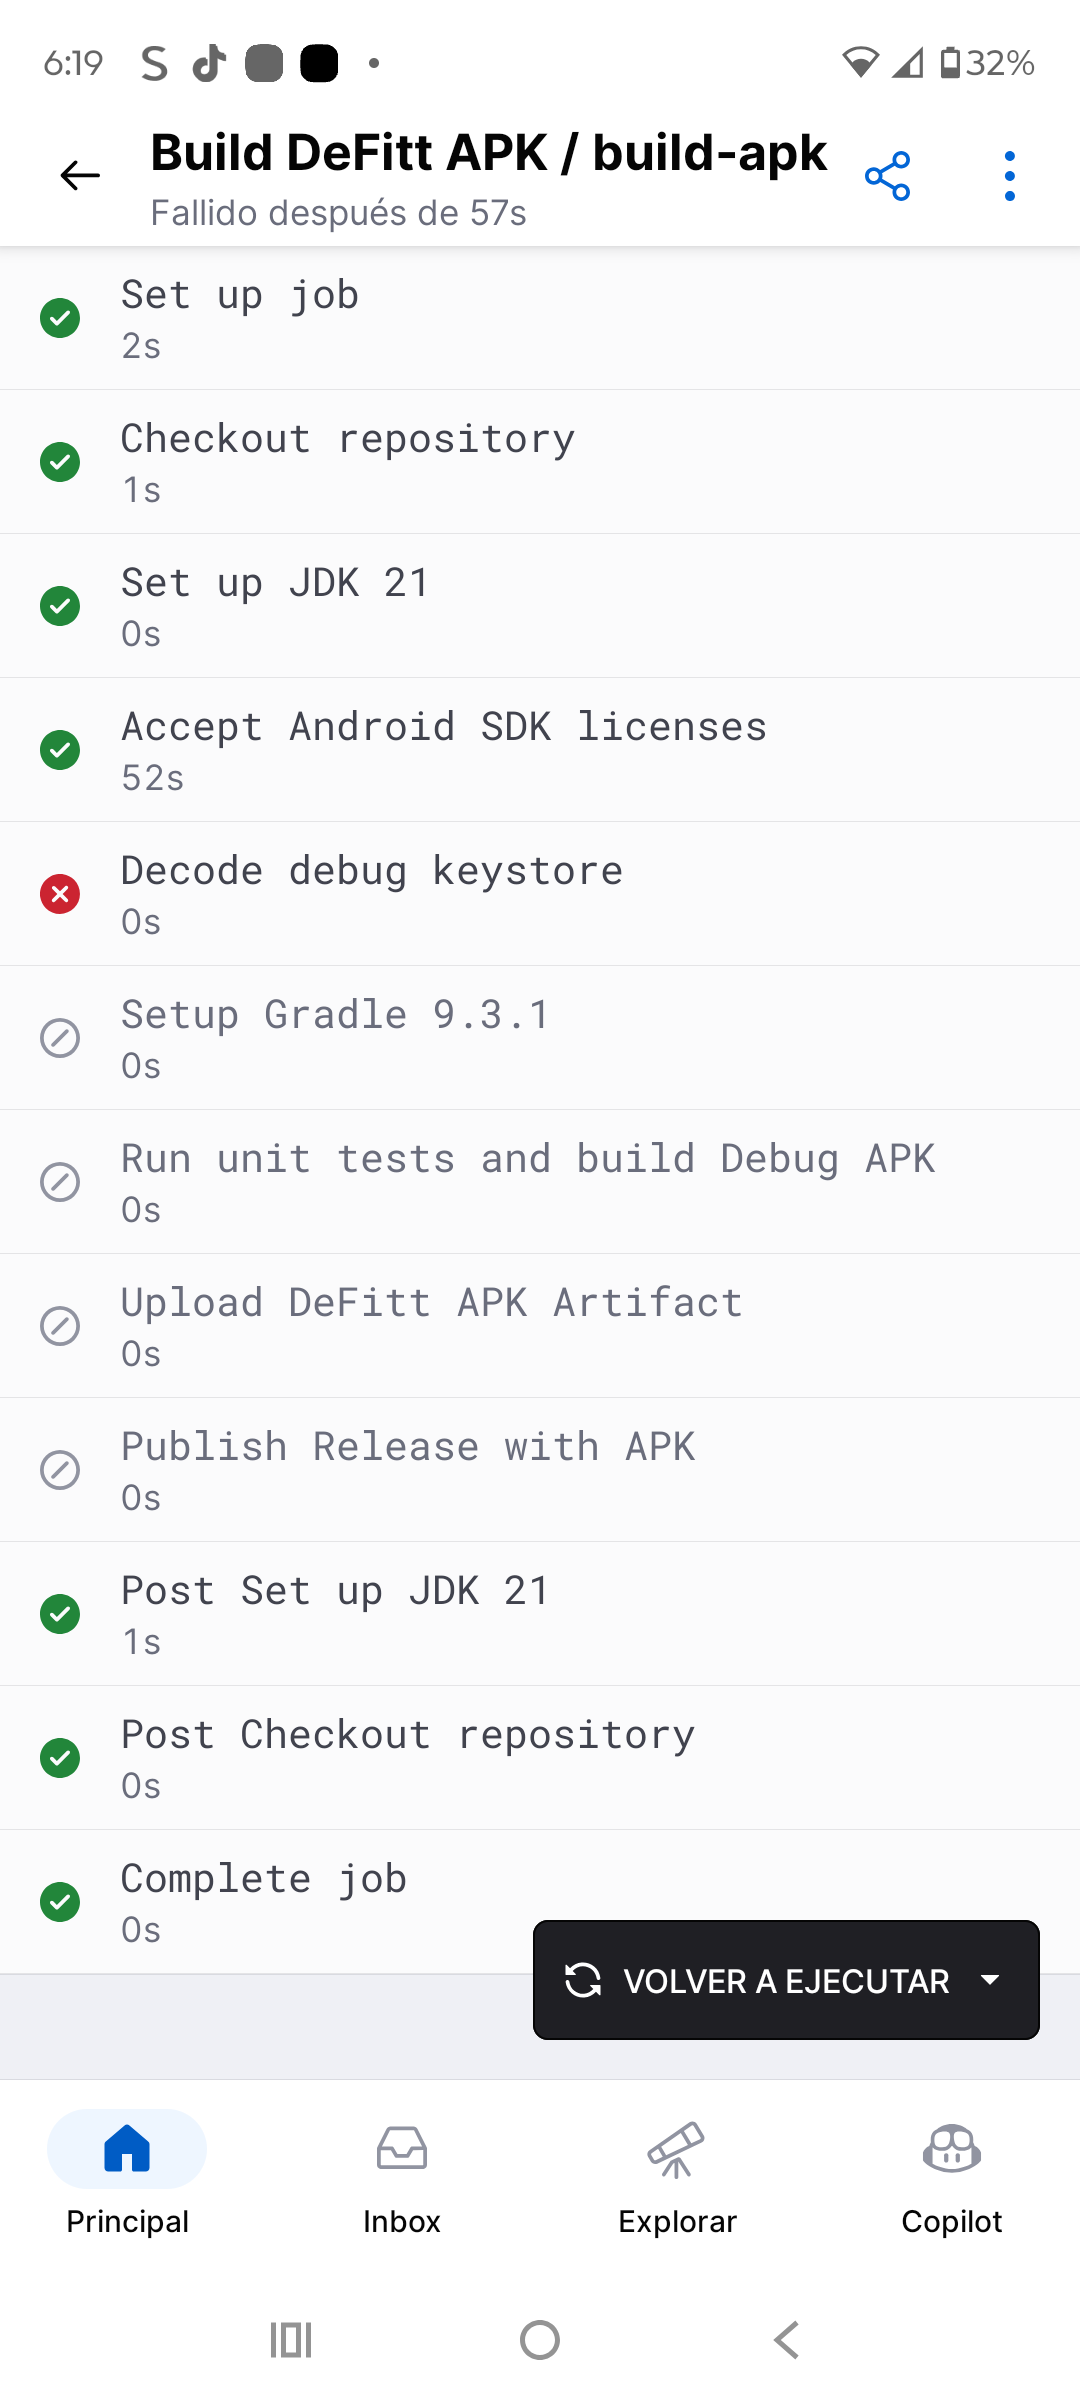 6:19
32%
Build DeFitt APK / build-apk
Fallido después de 57s
Set up job
2s
Checkout repository
1s
Set up JDK 21
0s
Accept Android SDK licenses
52s
Decode debug keystore
0s
Setup Gradle 9.3.1
0s
Run unit tests and build Debug APK
0s
Upload DeFitt APK Artifact
0s
Publish Release with APK
0s
Post Set up JDK 21
1s
Post Checkout repository
0s
Complete job
0s
VOLVER A EJECUTAR
Principal
Inbox
Explorar
Copilot